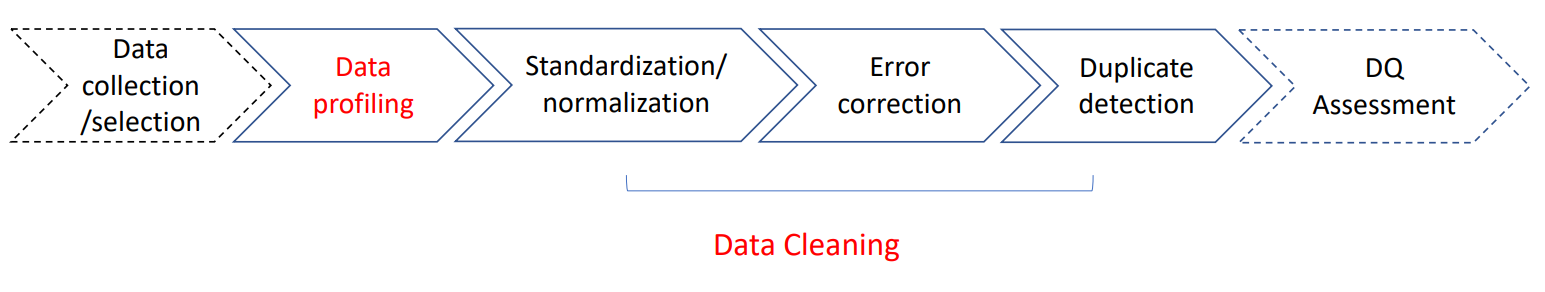 Data
collection
/selection
Data
profiling
Standardization/
normalization
Error
correction
Duplicate
detection
DQ
Assessment
Data Cleaning